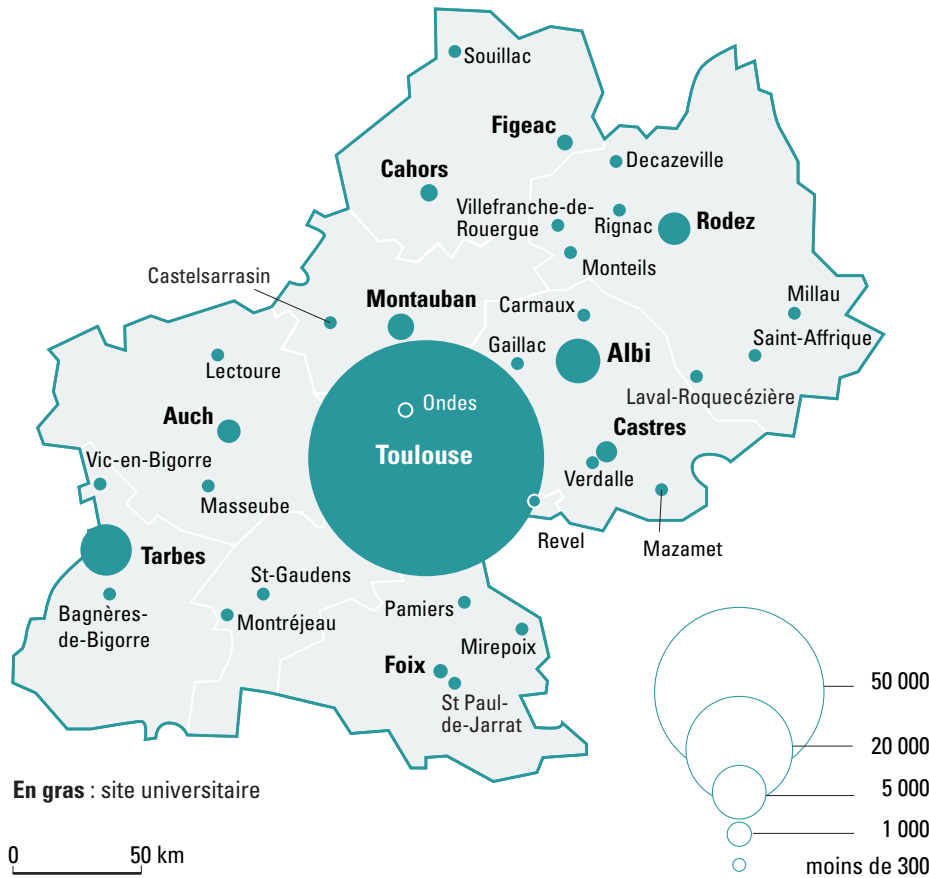 Souillac
Figeac
Decazeville
Cahors
Villefranche-de-
Rouergue
Rignac
Rodez
Monteils
Castelsarrasin
Montauban
Carmaux
Millau
Saint-Affrique
Gaillac
Albi
Lectoure
Laval-Roquecézière
Ondes
Auch
Castres
Toulouse
Vic-en-Bigorre
Verdalle
Masseube
Revel
Mazamet
Tarbes
St-Gaudens
Bagnères-
de-Bigorre
Montréjeau
Pamiers
Mirepoix
Foix
St Paul-
de-Jarrat
50 000
20 000
5 000
1 000
moins de 300
En gras : site universitaire
0 50 km